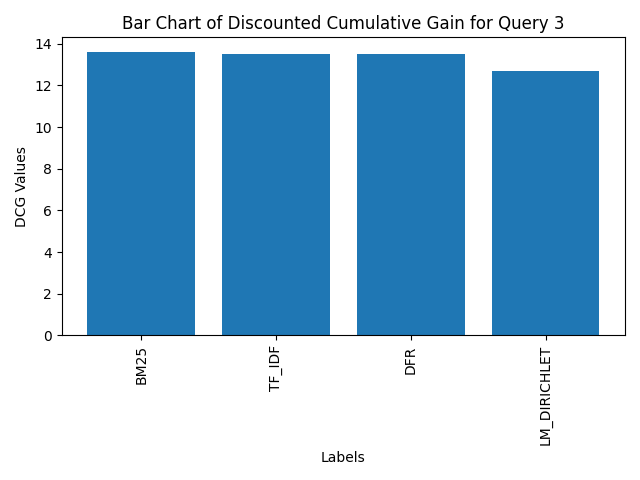 Bar Chart of Discounted Cumulative Gain for Query 3
14
12
10
8
6
4
2
0
DCG Values
BM25
TF_IDF
DFR
LM_DIRICHLET
Labels